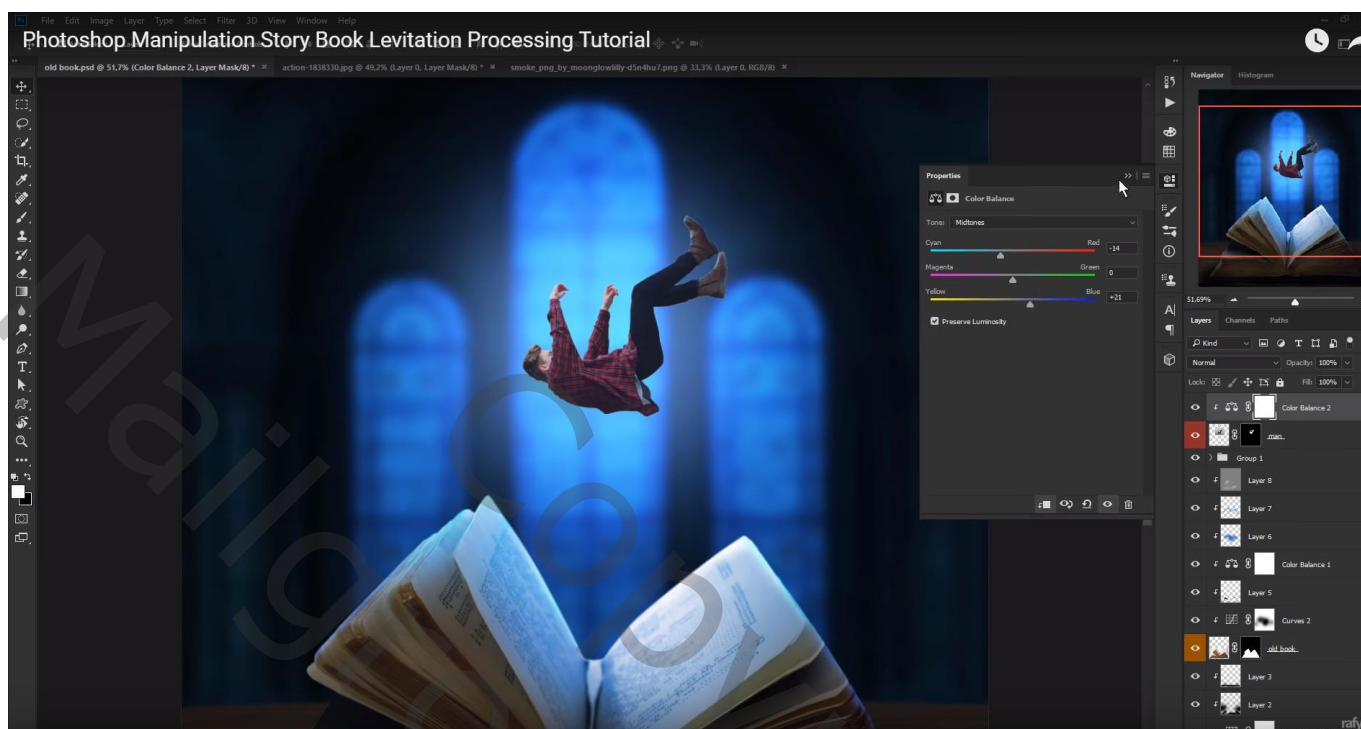 Ps File Edit Image Layer Type Select Filter 3D View Window Help
Photoshop Manipulation Story Book Levitation Processing Tutorial
old book.psd @ 51,7% (Color Balance 2, Layer Mask/8) * × action-1838330.jpg @ 49,2% (Layer 0, Layer Mask/8) * × smoke_png_by_moonglowlilly-d5n4hu7.png @ 33,3% (Layer 0, RGB/8) ×
Navigator Histogram
Properties
Color Balance
Tone: Midtones
Cyan Red -14
Magenta Green 0
Yellow Blue +21
Preserve Luminosity
51,69%
Layers Channels Paths
Kind
Normal Opacity: 100%
Lock: Fill: 100%
Color Balance 2
man
Group 1
Layer 8
Layer 7
Layer 6
Color Balance 1
Layer 5
Curves 2
old book
Layer 3
Layer 2
rafy